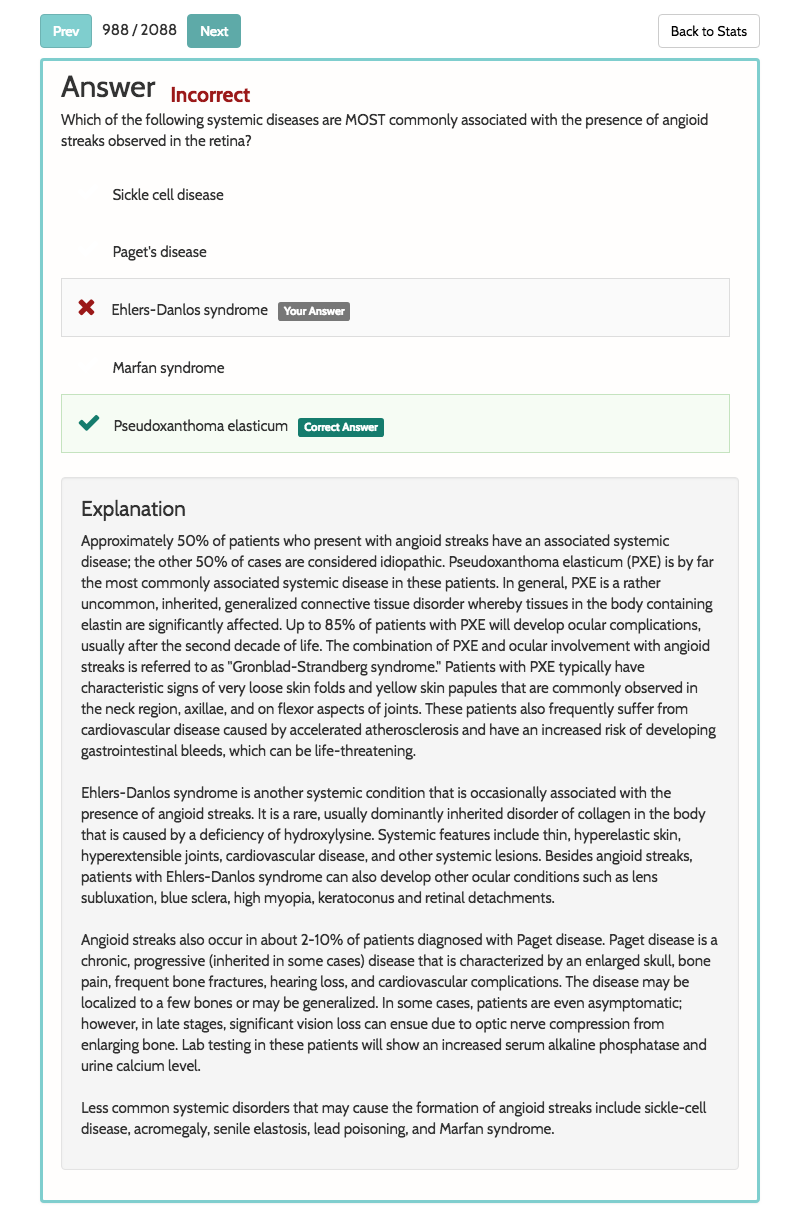 Prev 988 / 2088 Next Back to Stats
Answer Incorrect
Which of the following systemic diseases are MOST commonly associated with the presence of angioid
streaks observed in the retina?
Sickle cell disease
Paget's disease
Ehlers-Danlos syndrome Your Answer
Marfan syndrome
Pseudoxanthoma elasticum Correct Answer
Explanation
Approximately 50% of patients who present with angioid streaks have an associated systemic
disease; the other 50% of cases are considered idiopathic. Pseudoxanthoma elasticum (PXE) is by far
the most commonly associated systemic disease in these patients. In general, PXE is a rather
uncommon, inherited, generalized connective tissue disorder whereby tissues in the body containing
elastin are significantly affected. Up to 85% of patients with PXE will develop ocular complications,
usually after the second decade of life. The combination of PXE and ocular involvement with angioid
streaks is referred to as "Gronblad-Strandberg syndrome." Patients with PXE typically have
characteristic signs of very loose skin folds and yellow skin papules that are commonly observed in
the neck region, axillae, and on flexor aspects of joints. These patients also frequently suffer from
cardiovascular disease caused by accelerated atherosclerosis and have an increased risk of developing
gastrointestinal bleeds, which can be life-threatening.
Ehlers-Danlos syndrome is another systemic condition that is occasionally associated with the
presence of angioid streaks. It is a rare, usually dominantly inherited disorder of collagen in the body
that is caused by a deficiency of hydroxylysine. Systemic features include thin, hyperelastic skin,
hyperextensible joints, cardiovascular disease, and other systemic lesions. Besides angioid streaks,
patients with Ehlers-Danlos syndrome can also develop other ocular conditions such as lens
subluxation, blue sclera, high myopia, keratoconus and retinal detachments.
Angioid streaks also occur in about 2-10% of patients diagnosed with Paget disease. Paget disease is a
chronic, progressive (inherited in some cases) disease that is characterized by an enlarged skull, bone
pain, frequent bone fractures, hearing loss, and cardiovascular complications. The disease may be
localized to a few bones or may be generalized. In some cases, patients are even asymptomatic;
however, in late stages, significant vision loss can ensue due to optic nerve compression from
enlarging bone. Lab testing in these patients will show an increased serum alkaline phosphatase and
urine calcium level.
Less common systemic disorders that may cause the formation of angioid streaks include sickle-cell
disease, acromegaly, senile elastosis, lead poisoning, and Marfan syndrome.